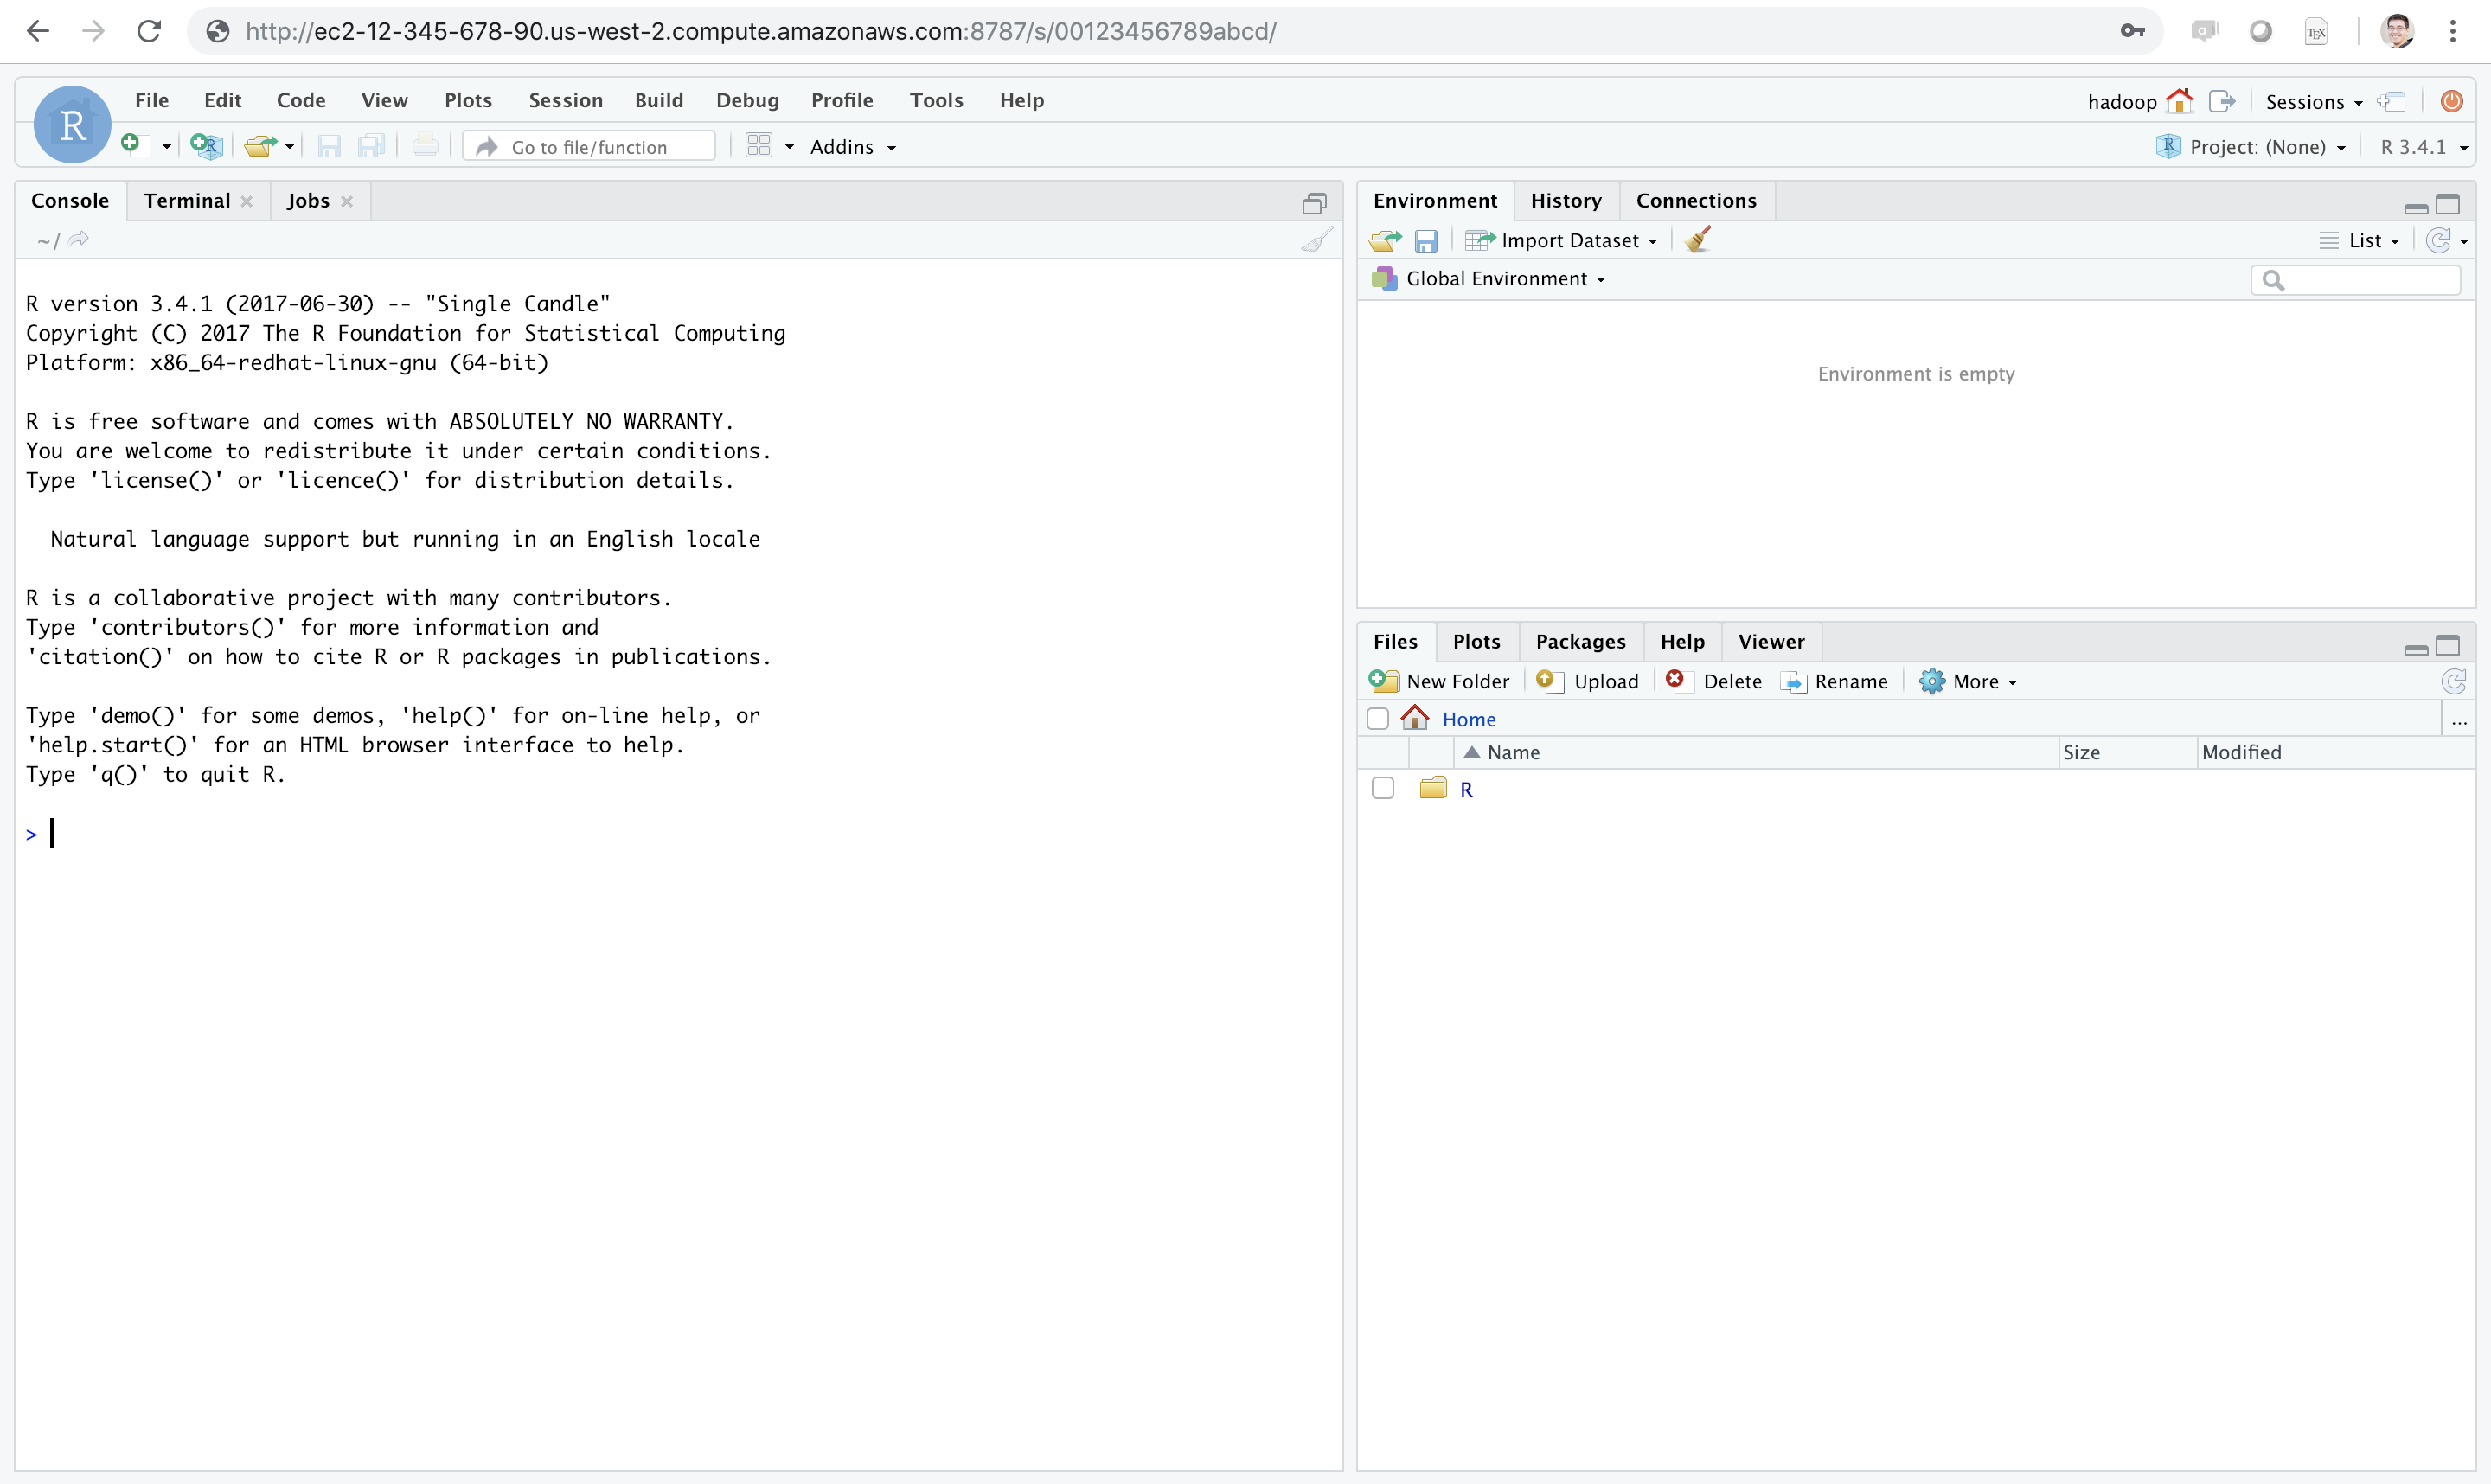 http://ec2-12-345-678-90.us-west-2.compute.amazonaws.com:8787/s/00123456789abcd/
R
File Edit Code View Plots Session Build Debug Profile Tools Help
hadoop Sessions
Go to file/function Addins
Project: (None) R 3.4.1
Console Terminal Jobs
~/
R version 3.4.1 (2017-06-30) -- "Single Candle"
Copyright (C) 2017 The R Foundation for Statistical Computing
Platform: x86_64-redhat-linux-gnu (64-bit)
R is free software and comes with ABSOLUTELY NO WARRANTY.
You are welcome to redistribute it under certain conditions.
Type 'license()' or 'licence()' for distribution details.
Natural language support but running in an English locale
R is a collaborative project with many contributors.
Type 'contributors()' for more information and
'citation()' on how to cite R or R packages in publications.
Type 'demo()' for some demos, 'help()' for on-line help, or
'help.start()' for an HTML browser interface to help.
Type 'q()' to quit R.
>
Environment History Connections
Import Dataset List
Global Environment
Environment is empty
Files Plots Packages Help Viewer
New Folder Upload Delete Rename More
Home ...
Name Size Modified
R